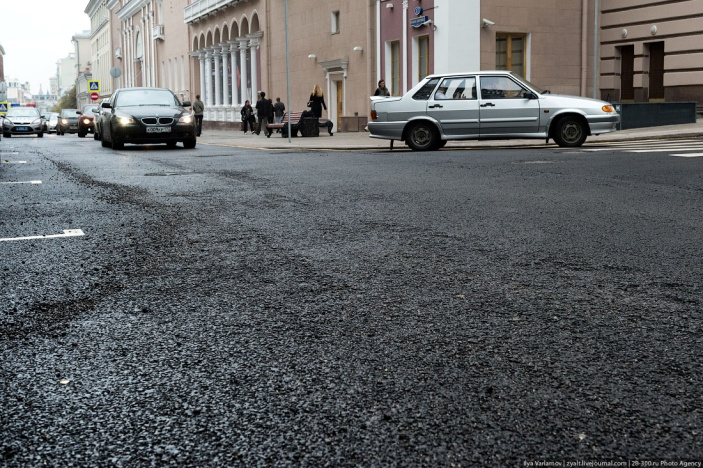 Ilya Varlamov | zyalt.livejournal.com | 28-300.ru Photo Agency